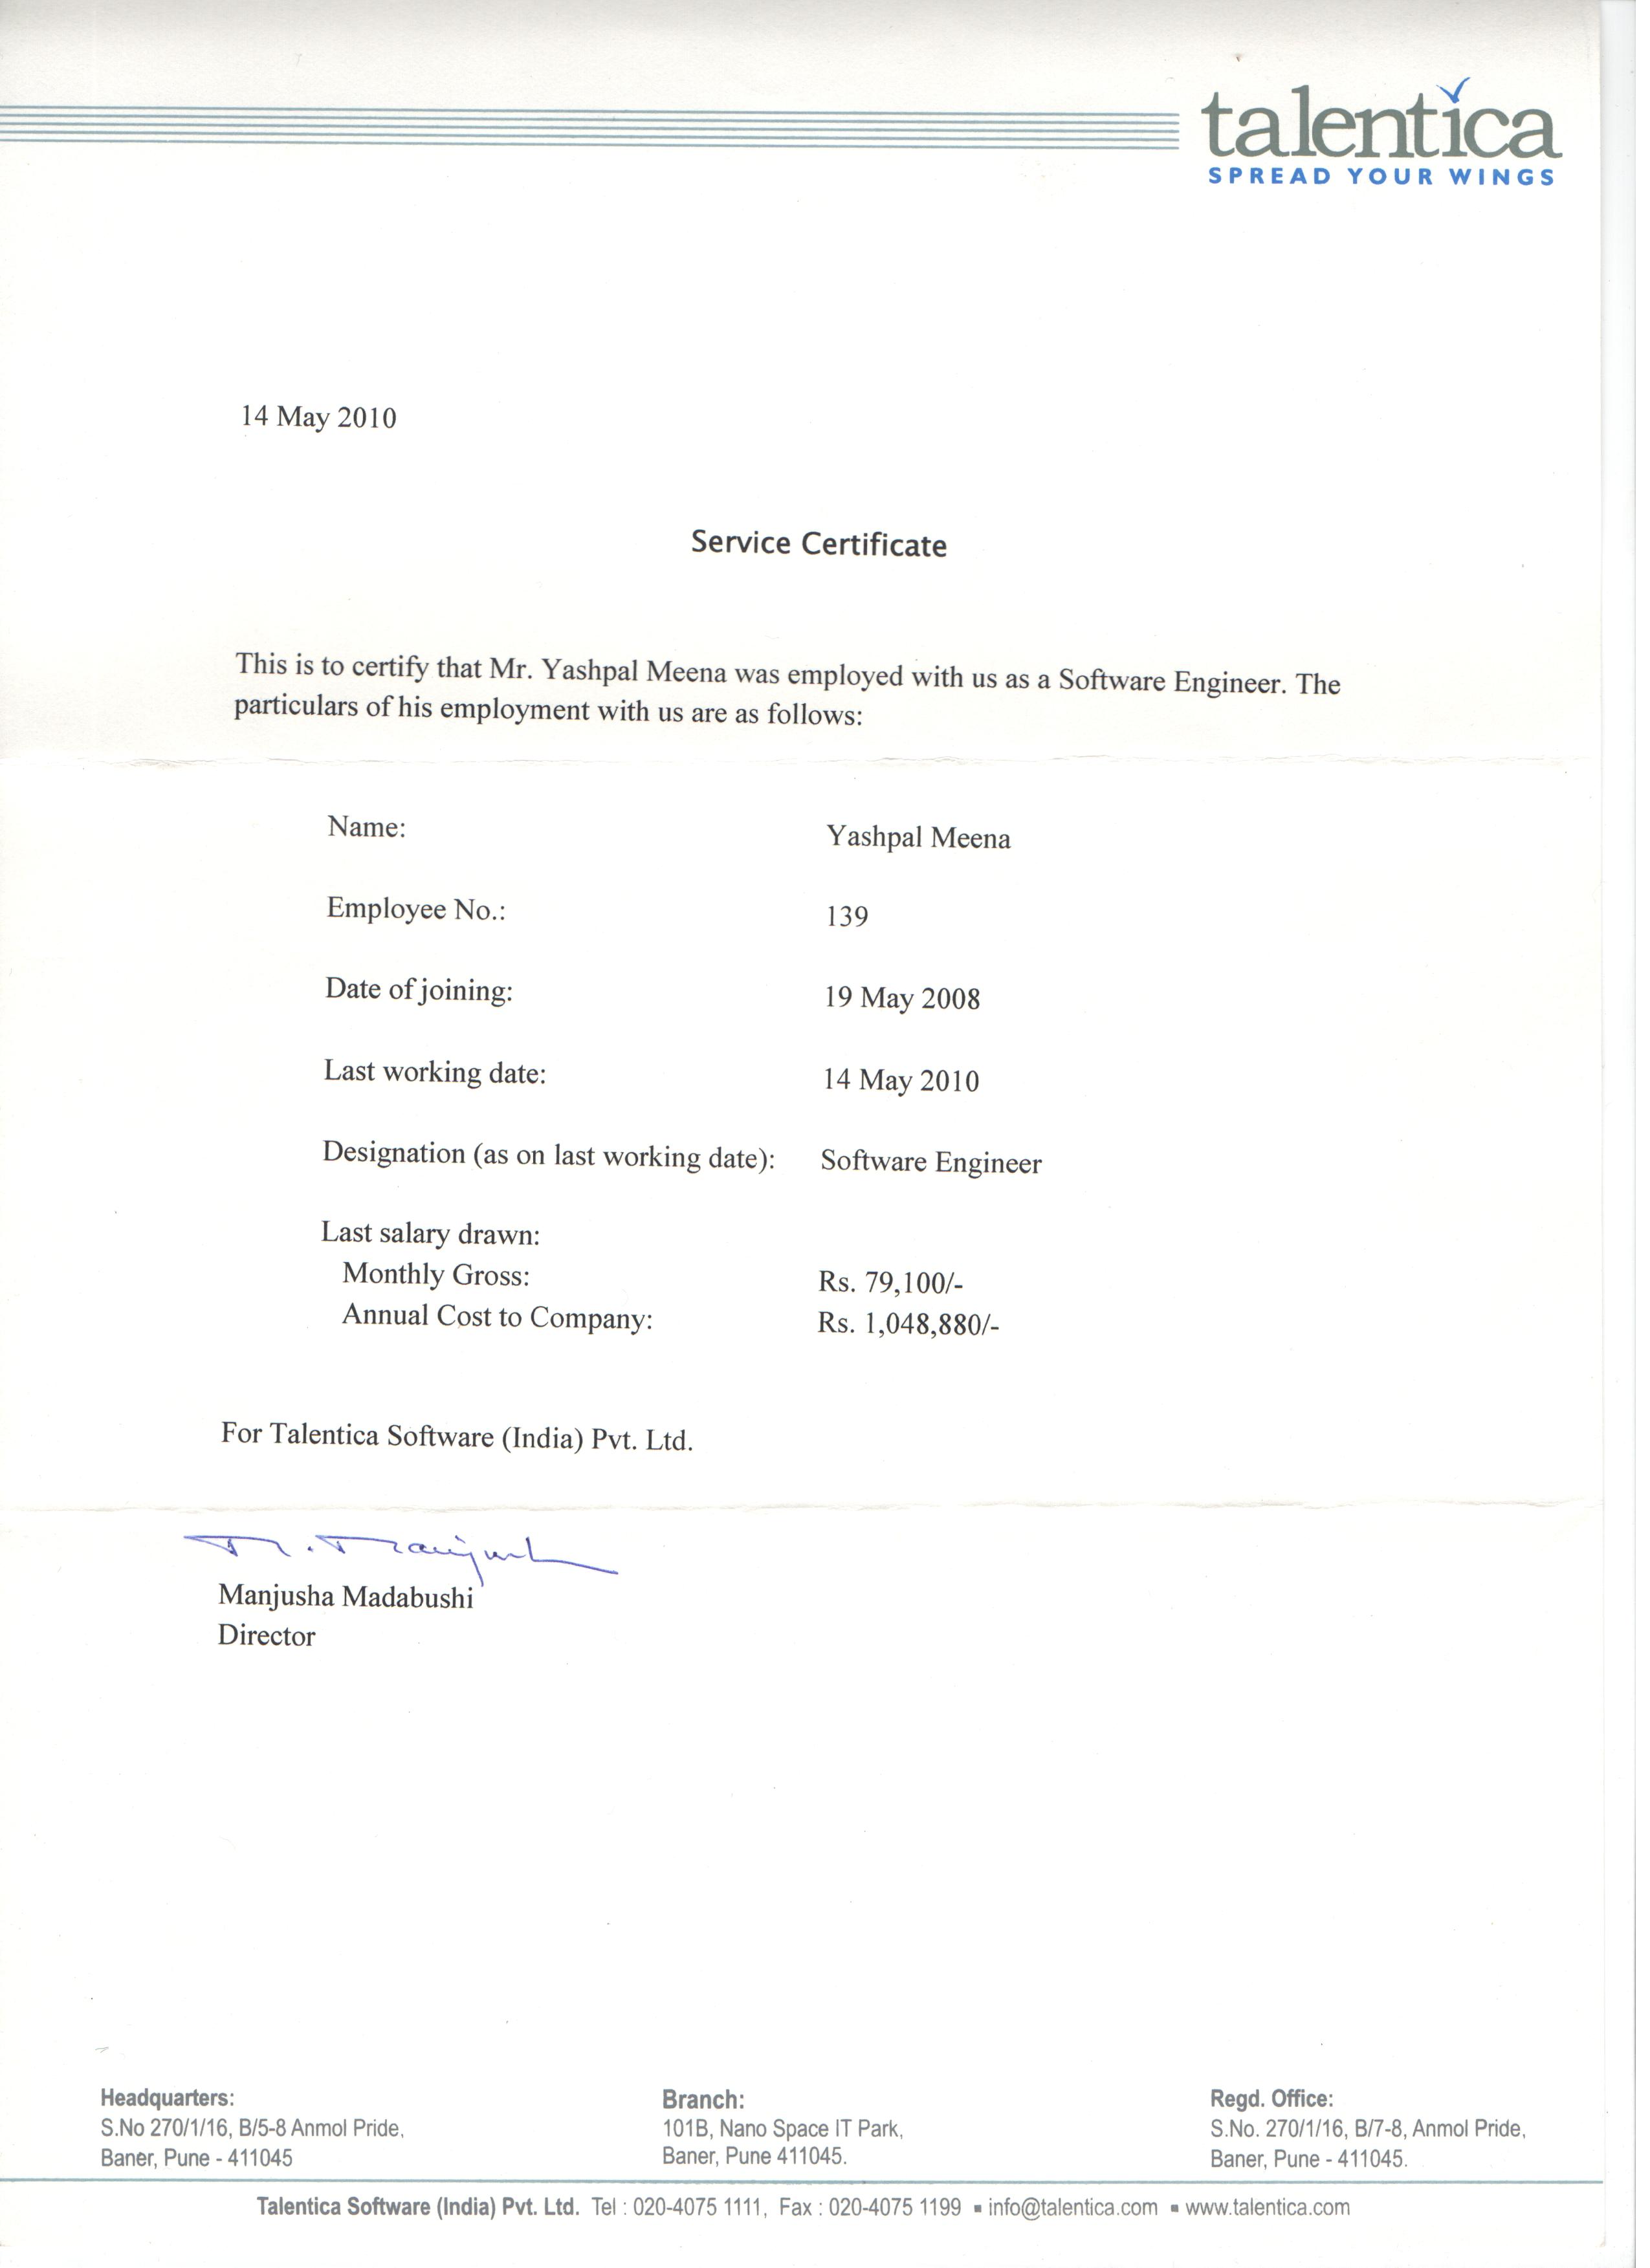 talentica
SPREAD YOUR WINGS
14 May 2010
Service Certificate
This is to certify that Mr. Yashpal Meena was employed with us as a Software Engineer. The
particulars of his employment with us are as follows:
Name: Yashpal Meena
Employee No.: 139
Date of joining: 19 May 2008
Last working date: 14 May 2010
Designation (as on last working date): Software Engineer
Last salary drawn:
Monthly Gross: Rs. 79,100/-
Annual Cost to Company: Rs. 1,048,880/-
For Talentica Software (India) Pvt. Ltd.
Manjusha Madabushi
Director
Headquarters:
S.No 270/1/16, B/5-8 Anmol Pride,
Baner, Pune - 411045
Branch:
101B, Nano Space IT Park,
Baner, Pune 411045.
Regd. Office:
S.No. 270/1/16, B/7-8, Anmol Pride,
Baner, Pune - 411045.
Talentica Software (India) Pvt. Ltd. Tel : 020-4075 1111, Fax : 020-4075 1199 ▪ info@talentica.com ▪ www.talentica.com